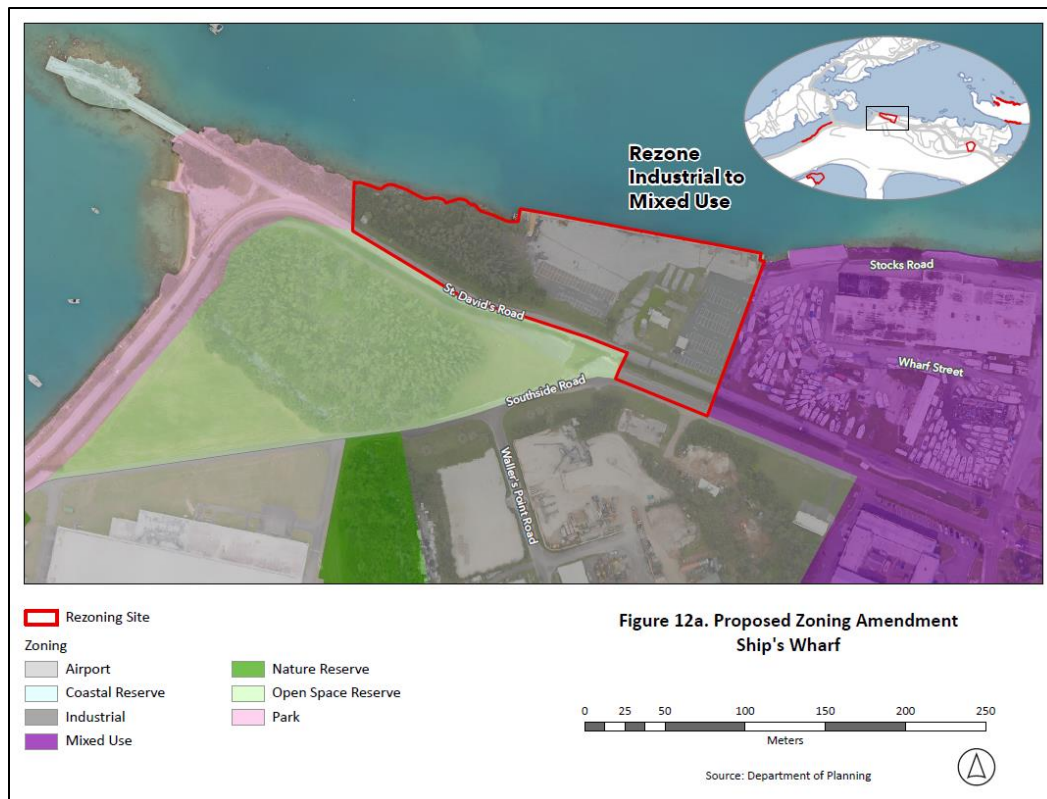 Rezone
Industrial to
Mixed Use
Stocks Road
St. David's Road
Wharf Street
Southside Road
Waller's Point Road
Rezoning Site
Zoning
Airport
Coastal Reserve
Industrial
Mixed Use
Nature Reserve
Open Space Reserve
Park
Figure 12a. Proposed Zoning Amendment
Ship's Wharf
0 25 50 100 150 200 250
Meters
Source: Department of Planning